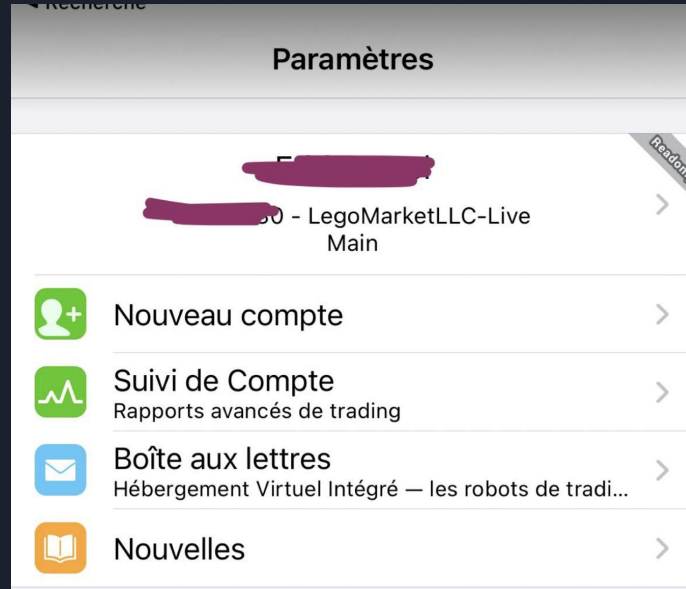 Recherche
Paramètres
0 - LegoMarketLLC-Live
Main
Nouveau compte
Suivi de Compte
Rapports avancés de trading
Boîte aux lettres
Hébergement Virtuel Intégré — les robots de tradi...
Nouvelles